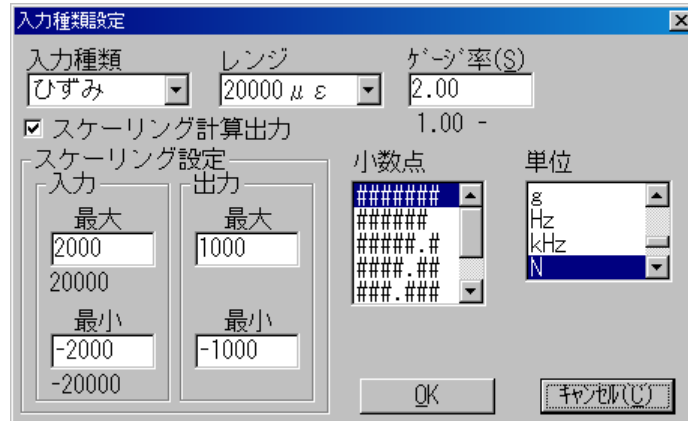 入力種類設定
入力種類 レンジ ｹﾞｰｼﾞ率(S)
ひずみ 20000με 2.00
スケーリング計算出力 1.00 -
スケーリング設定 小数点 単位
入力 出力
最大 最大
2000 1000
20000
最小 最小
-2000 -1000
-20000
#######
######
#####.#
####.##
###.###
g
Hz
kHz
N
OK ｷｬﾝｾﾙ(C)